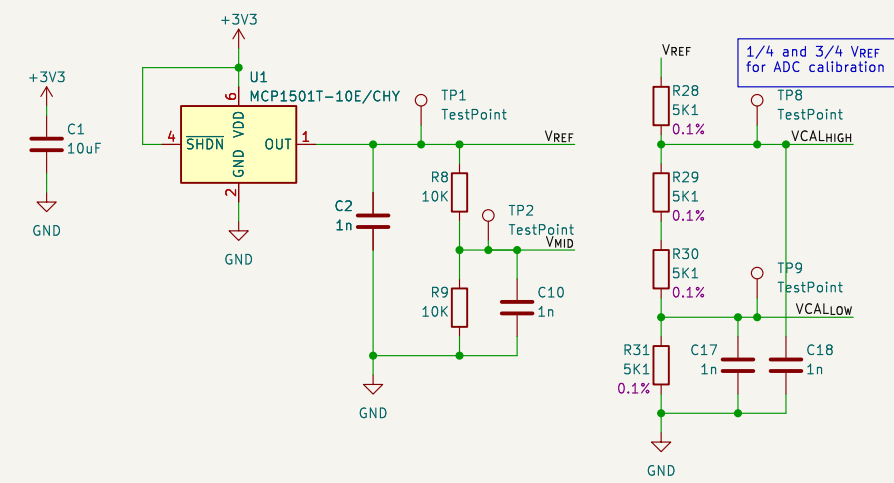 +3V3
C1
10uF
GND
+3V3
U1
MCP1501T-10E/CHY
6
VDD
4
SHDN
OUT
1
GND
2
GND
TP1
TestPoint
VREF
C2
1n
R8
10K
TP2
TestPoint
VMID
R9
10K
C10
1n
GND
VREF
1/4 and 3/4 VREF
for ADC calibration
R28
5K1
0.1%
TP8
TestPoint
VCALHIGH
R29
5K1
0.1%
R30
5K1
0.1%
TP9
TestPoint
VCALLOW
R31
5K1
0.1%
C17
1n
C18
1n
GND